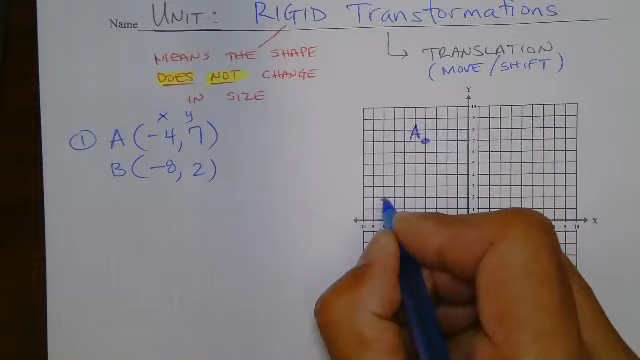 Name UNIT: RIGID TRANSFORMATIONS
MEANS THE SHAPE
DOES NOT CHANGE
IN SIZE
TRANSLATION
(MOVE/SHIFT)
x y
① A (-4, 7)
B (-8, 2)
Y
A
X